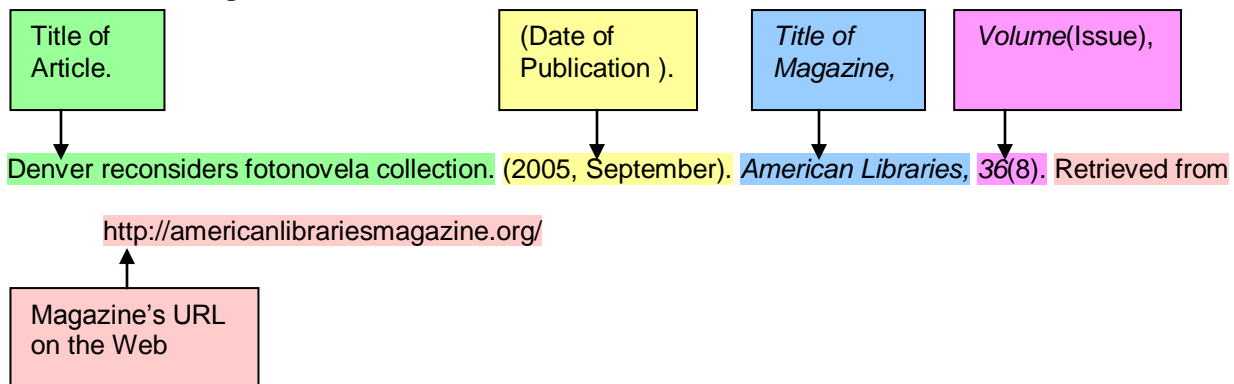 Title of
Article.
(Date of
Publication ).
Title of
Magazine,
Volume(Issue),
Denver reconsiders fotonovela collection. (2005, September). American Libraries, 36(8). Retrieved from
http://americanlibrariesmagazine.org/
Magazine’s URL
on the Web